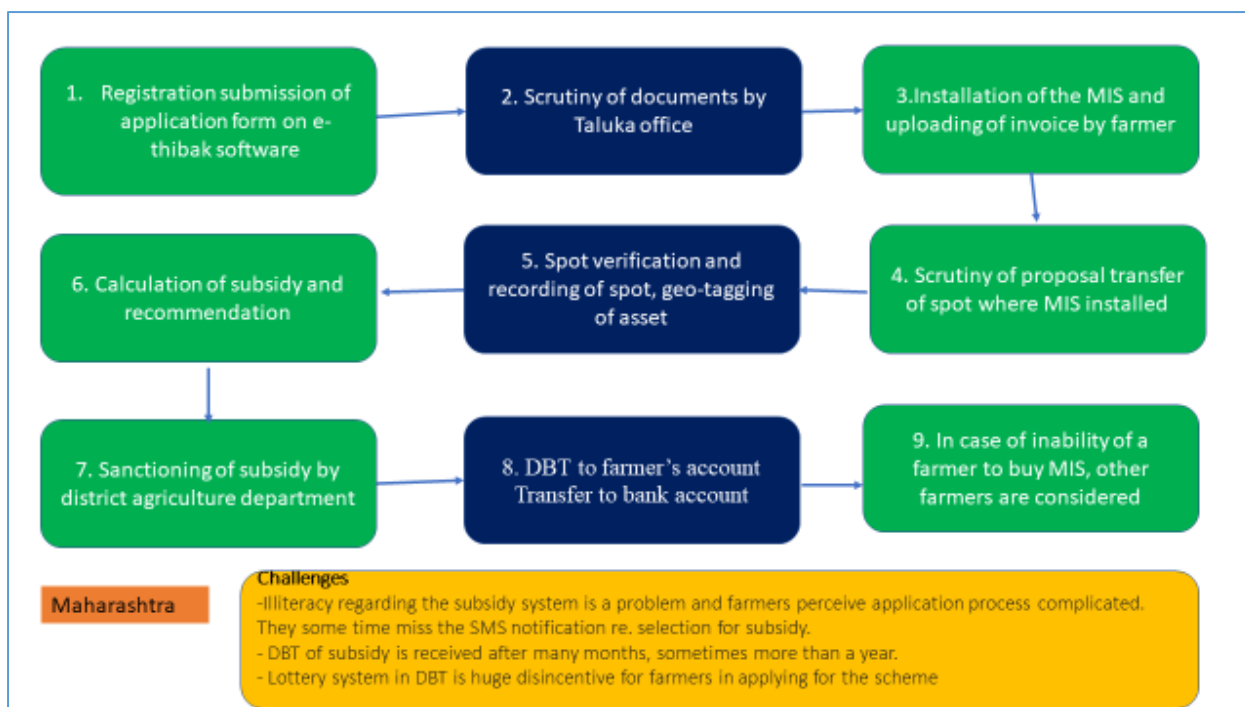 1. Registration submission of
application form on e-
thibak software
2. Scrutiny of documents by
Taluka office
3.Installation of the MIS and
uploading of invoice by farmer
4. Scrutiny of proposal transfer
of spot where MIS installed
5. Spot verification and
recording of spot, geo-tagging
of asset
6. Calculation of subsidy and
recommendation
7. Sanctioning of subsidy by
district agriculture department
8. DBT to farmer's account
Transfer to bank account
9. In case of inability of a
farmer to buy MIS, other
farmers are considered
Maharashtra
Challenges
-Illiteracy regarding the subsidy system is a problem and farmers perceive application process complicated.
They some time miss the SMS notification re. selection for subsidy.
- DBT of subsidy is received after many months, sometimes more than a year.
- Lottery system in DBT is huge disincentive for farmers in applying for the scheme